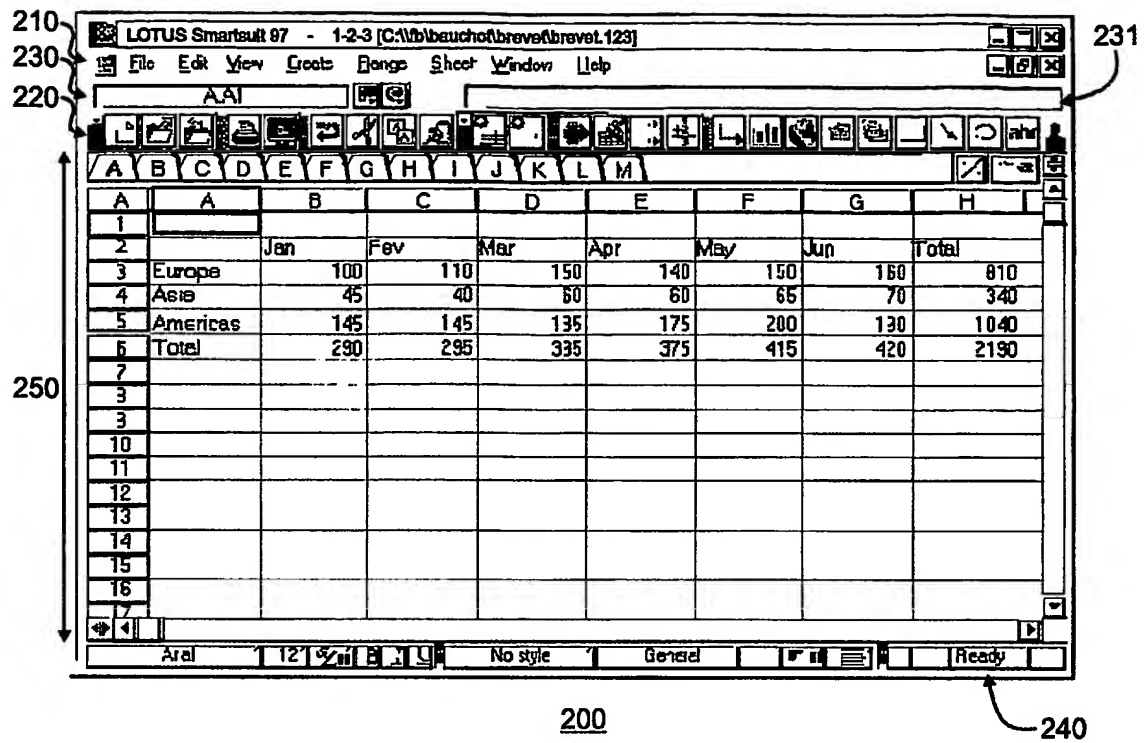 210
LOTUS Smartsuit 97 - 1-2-3 [C:\\fb\bauchot\brevet\brevet.123]
231
230
File Edit View Create Range Sheet Window Help
220
A:A1
abc
A B C D E F G H I J K L M
A A B C D E F G H
1
2 Jan Fev Mar Apr May Jun Total
3 Europe 100 110 150 140 150 160 810
4 Asia 45 40 60 60 65 70 340
5 Americas 145 145 135 175 200 130 1040
6 Total 290 295 335 375 415 420 2190
7
250
10
11
12
13
14
15
16
17
Arial 12 B I U No style General Ready
200
240